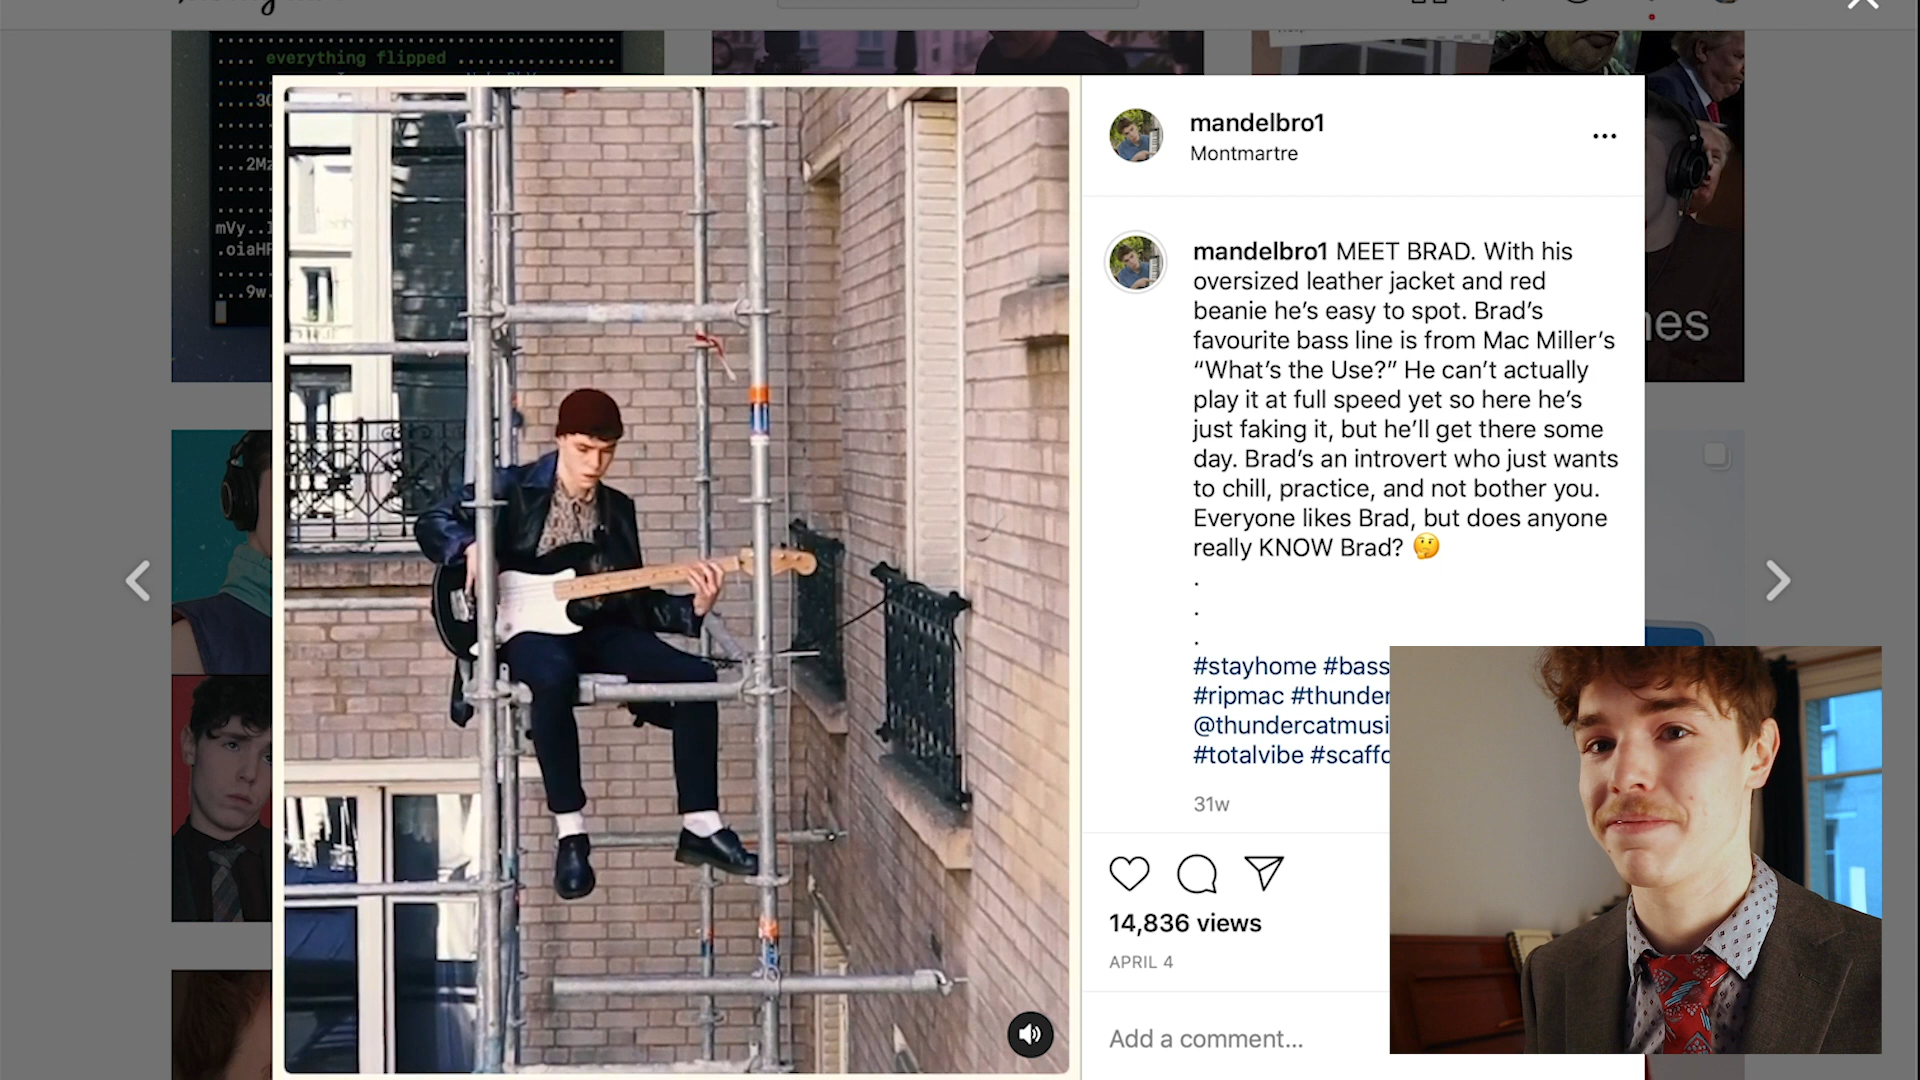 everything flipped
....30
...2Mz
mVy..
.oiaHF
...9w.
nes
mandelbro1
Montmartre
mandelbro1 MEET BRAD. With his
oversized leather jacket and red
beanie he’s easy to spot. Brad’s
favourite bass line is from Mac Miller’s
“What’s the Use?” He can’t actually
play it at full speed yet so here he’s
just faking it, but he’ll get there some
day. Brad’s an introvert who just wants
to chill, practice, and not bother you.
Everyone likes Brad, but does anyone
really KNOW Brad? 🤔
.
.
.
#stayhome #bass
#ripmac #thunder
@thundercatmusi
#totalvibe #scaffo
31w
14,836 views
APRIL 4
Add a comment...